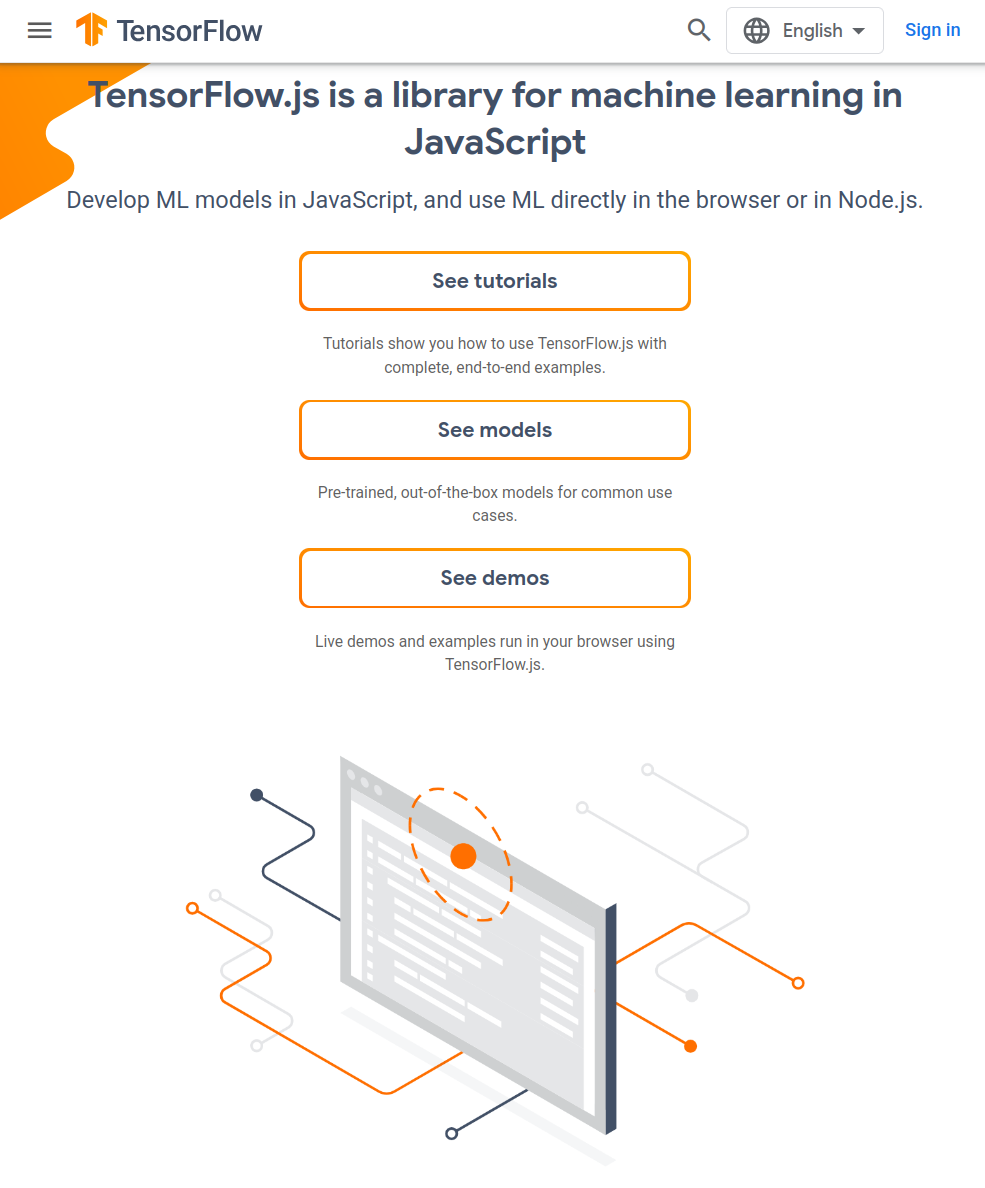 TensorFlow
English
Sign in
TensorFlow.js is a library for machine learning in
JavaScript
Develop ML models in JavaScript, and use ML directly in the browser or in Node.js.
See tutorials
Tutorials show you how to use TensorFlow.js with
complete, end-to-end examples.
See models
Pre-trained, out-of-the-box models for common use
cases.
See demos
Live demos and examples run in your browser using
TensorFlow.js.